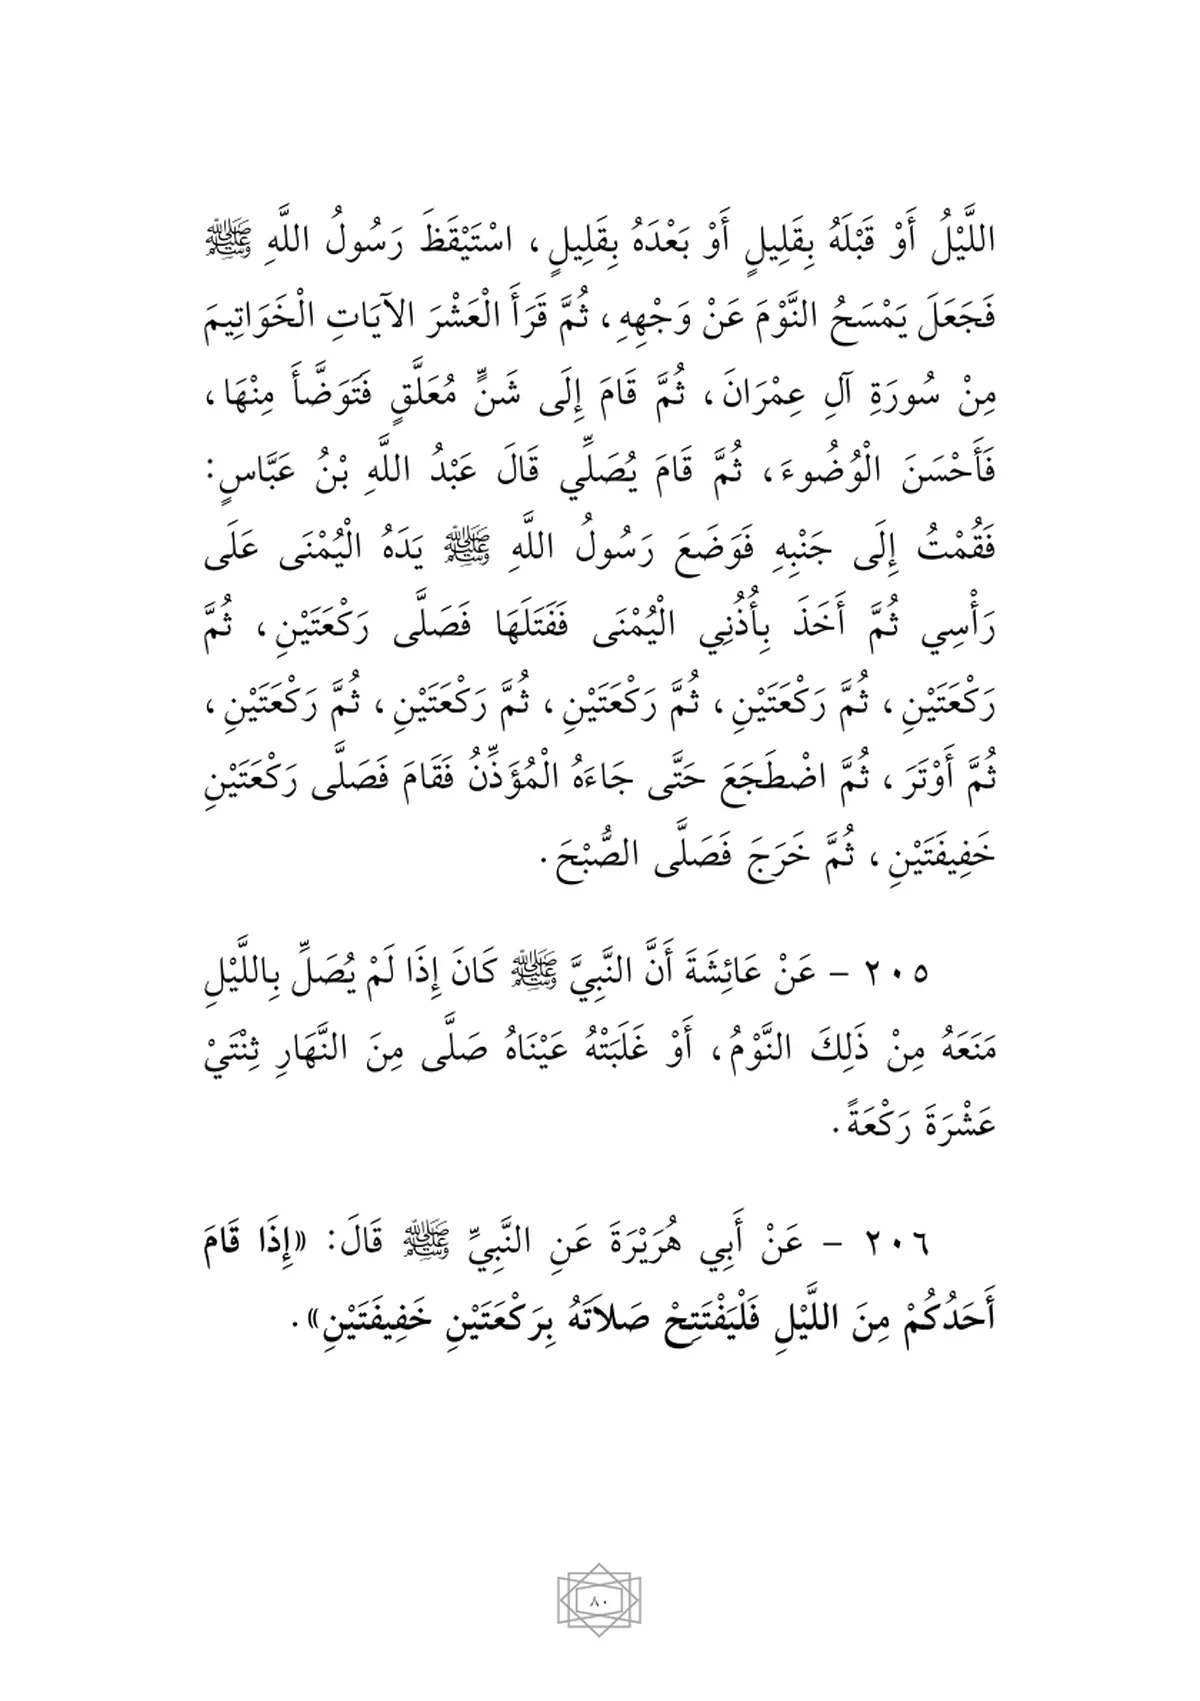 اللَّيْلُ أَوْ قَبْلَهُ بِقَلِيلٍ أَوْ بَعْدَهُ بِقَلِيلٍ، اسْتَيْقَظَ رَسُولُ اللَّهِ ﷺ
فَجَعَلَ يَمْسَحُ النَّوْمَ عَنْ وَجْهِهِ، ثُمَّ قَرَأَ الْعَشْرَ الآيَاتِ الْخَوَاتِيمَ
مِنْ سُورَةِ آلِ عِمْرَانَ، ثُمَّ قَامَ إِلَى شَنٍّ مُعَلَّقٍ فَتَوَضَّأَ مِنْهَا،
فَأَحْسَنَ الْوُضُوءَ، ثُمَّ قَامَ يُصَلِّي قَالَ عَبْدُ اللَّهِ بْنُ عَبَّاسٍ:
فَقُمْتُ إِلَى جَنْبِهِ فَوَضَعَ رَسُولُ اللَّهِ ﷺ يَدَهُ الْيُمْنَى عَلَى
رَأْسِي ثُمَّ أَخَذَ بِأُذُنِي الْيُمْنَى فَفَتَلَهَا فَصَلَّى رَكْعَتَيْنِ، ثُمَّ
رَكْعَتَيْنِ، ثُمَّ رَكْعَتَيْنِ، ثُمَّ رَكْعَتَيْنِ، ثُمَّ رَكْعَتَيْنِ، ثُمَّ رَكْعَتَيْنِ،
ثُمَّ أَوْتَرَ، ثُمَّ اضْطَجَعَ حَتَّى جَاءَهُ الْمُؤَذِّنُ فَقَامَ فَصَلَّى رَكْعَتَيْنِ
خَفِيفَتَيْنِ، ثُمَّ خَرَجَ فَصَلَّى الصُّبْحَ.
٢٠٥ – عَنْ عَائِشَةَ أَنَّ النَّبِيَّ ﷺ كَانَ إِذَا لَمْ يُصَلِّ بِاللَّيْلِ
مَنَعَهُ مِنْ ذَلِكَ النَّوْمُ، أَوْ غَلَبَتْهُ عَيْنَاهُ صَلَّى مِنَ النَّهَارِ ثِنْتَيْ
عَشْرَةَ رَكْعَةً.
٢٠٦ – عَنْ أَبِي هُرَيْرَةَ عَنِ النَّبِيِّ ﷺ قَالَ: «إِذَا قَامَ
أَحَدُكُمْ مِنَ اللَّيْلِ فَلْيَفْتَتِحْ صَلاَتَهُ بِرَكْعَتَيْنِ خَفِيفَتَيْنِ».
٨٠